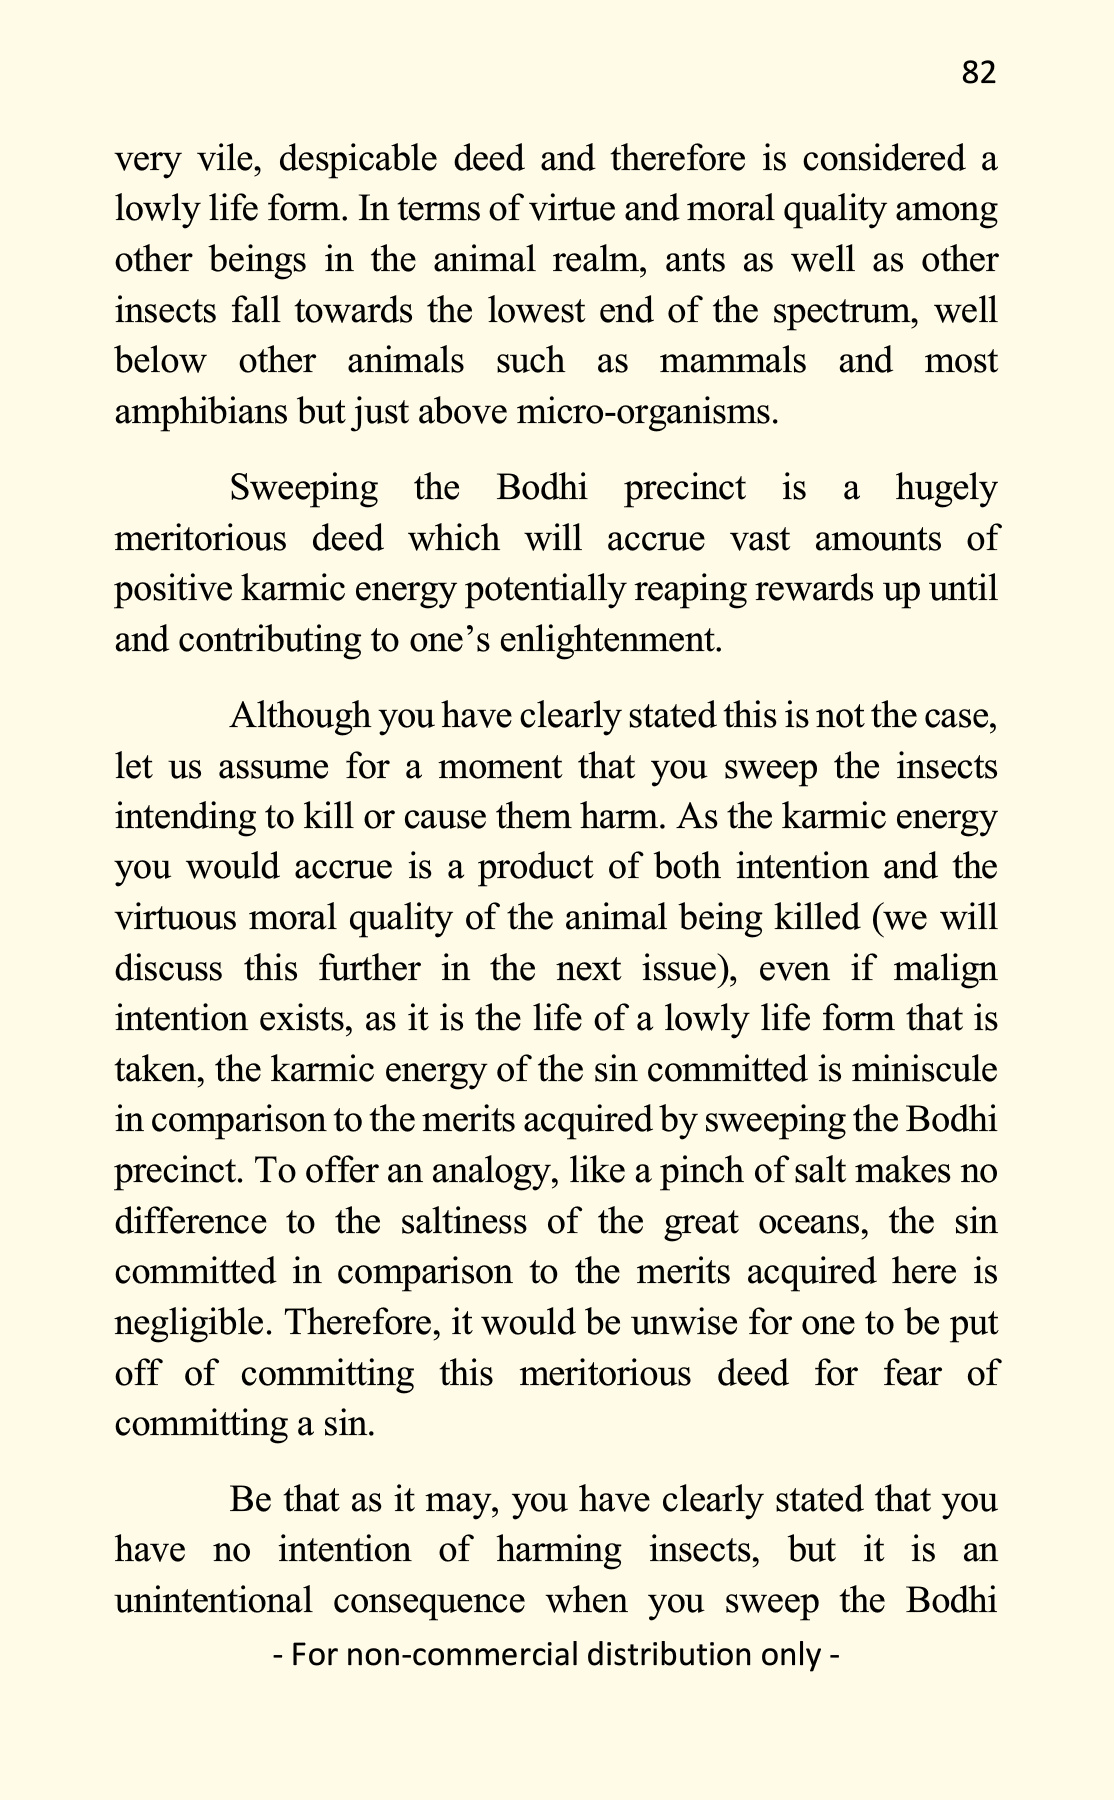 82
very vile, despicable deed and therefore is considered a
lowly life form. In terms of virtue and moral quality among
other beings in the animal realm, ants as well as other
insects fall towards the lowest end of the spectrum, well
below other animals such as mammals and most
amphibians but just above micro-organisms.
Sweeping the Bodhi precinct is a hugely
meritorious deed which will accrue vast amounts of
positive karmic energy potentially reaping rewards up until
and contributing to one’s enlightenment.
Although you have clearly stated this is not the case,
let us assume for a moment that you sweep the insects
intending to kill or cause them harm. As the karmic energy
you would accrue is a product of both intention and the
virtuous moral quality of the animal being killed (we will
discuss this further in the next issue), even if malign
intention exists, as it is the life of a lowly life form that is
taken, the karmic energy of the sin committed is miniscule
in comparison to the merits acquired by sweeping the Bodhi
precinct. To offer an analogy, like a pinch of salt makes no
difference to the saltiness of the great oceans, the sin
committed in comparison to the merits acquired here is
negligible. Therefore, it would be unwise for one to be put
off of committing this meritorious deed for fear of
committing a sin.
Be that as it may, you have clearly stated that you
have no intention of harming insects, but it is an
unintentional consequence when you sweep the Bodhi
- For non-commercial distribution only -